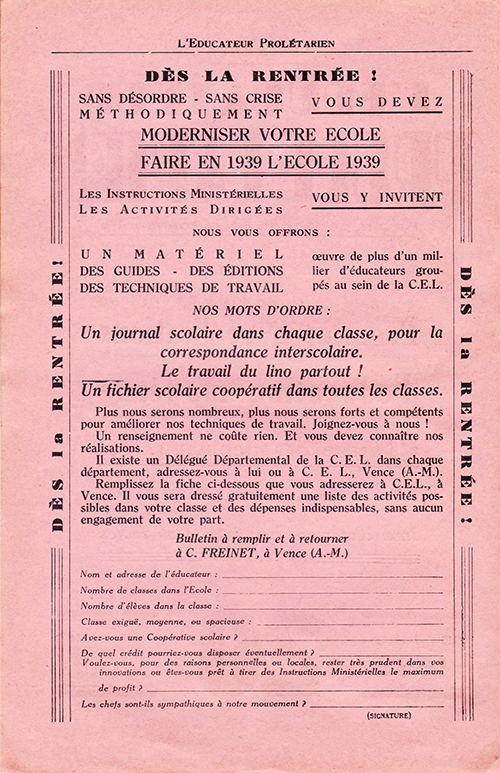 L'Educateur Prolétarien
DÈS LA RENTRÉE !
SANS DÉSORDRE - SANS CRISE
MÉTHODIQUEMENT
VOUS DEVEZ
MODERNISER VOTRE ECOLE
FAIRE EN 1939 L'ECOLE 1939
Les Instructions Ministérielles
Les Activités Dirigées
VOUS Y INVITENT
NOUS VOUS OFFRONS :
UN MATÉRIEL
DES GUIDES - DES ÉDITIONS
DES TECHNIQUES DE TRAVAIL
œuvre de plus d'un mil-
lier d'éducateurs grou-
pés au sein de la C.E.L.
NOS MOTS D'ORDRE :
Un journal scolaire dans chaque classe, pour la
correspondance interscolaire.
Le travail du lino partout !
Un fichier scolaire coopératif dans toutes les classes.
Plus nous serons nombreux, plus nous serons forts et compétents
pour améliorer nos techniques de travail. Joignez-vous à nous !
Un renseignement ne coûte rien. Et vous devez connaître nos
réalisations.
Il existe un Délégué Départemental de la C. E. L. dans chaque
département, adressez-vous à lui ou à C. E. L., Vence (A.-M.).
Remplissez la fiche ci-dessous que vous adresserez à C.E.L., à
Vence. Il vous sera dressé gratuitement une liste des activités pos-
sibles dans votre classe et des dépenses indispensables, sans aucun
engagement de votre part.
Bulletin à remplir et à retourner
à C. FREINET, à Vence (A.-M.)
Nom et adresse de l'éducateur :
Nombre de classes dans l'Ecole :
Nombre d'élèves dans la classe :
Classe exiguë, moyenne, ou spacieuse :
Avez-vous une Coopérative scolaire ?
De quel crédit pourriez-vous disposer éventuellement ?
Voulez-vous, pour des raisons personnelles ou locales, rester très prudent dans vos
innovations ou êtes-vous prêt à tirer des Instructions Ministérielles le maximum
de profit ?
Les chefs sont-ils sympathiques à notre mouvement ?
(SIGNATURE)
DÈS la RENTRÉE!
DÈS la RENTRÉE !